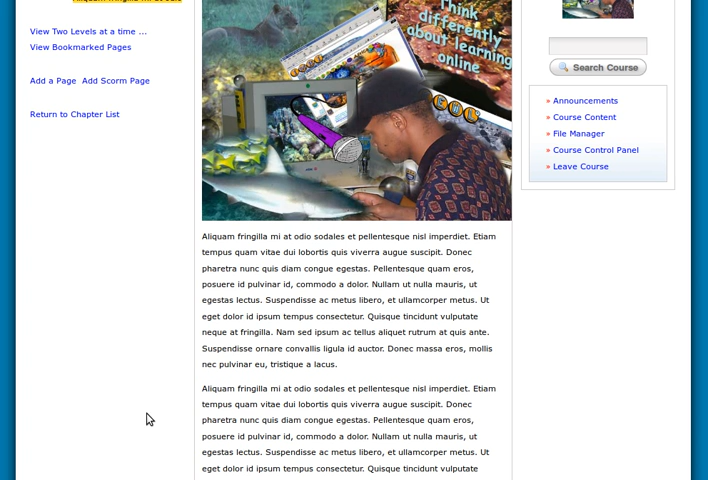 Aliquam fringilla mi at odio
View Two Levels at a time ...
View Bookmarked Pages
Add a Page Add Scorm Page
Return to Chapter List
Think
differently
about learning
online
Aliquam fringilla mi at odio sodales et pellentesque nisl imperdiet. Etiam
tempus quam vitae dui lobortis quis viverra augue suscipit. Donec
pharetra nunc quis diam congue egestas. Pellentesque quam eros,
posuere id pulvinar id, commodo a dolor. Nullam ut nulla mauris, ut
egestas lectus. Suspendisse ac metus libero, et ullamcorper metus. Ut
eget dolor id ipsum tempus consectetur. Quisque tincidunt vulputate
neque at fringilla. Nam sed ipsum ac tellus aliquet rutrum at quis ante.
Suspendisse ornare convallis ligula id auctor. Donec massa eros, mollis
nec pulvinar eu, tristique a lacus.
Aliquam fringilla mi at odio sodales et pellentesque nisl imperdiet. Etiam
tempus quam vitae dui lobortis quis viverra augue suscipit. Donec
pharetra nunc quis diam congue egestas. Pellentesque quam eros,
posuere id pulvinar id, commodo a dolor. Nullam ut nulla mauris, ut
egestas lectus. Suspendisse ac metus libero, et ullamcorper metus. Ut
eget dolor id ipsum tempus consectetur. Quisque tincidunt vulputate
Search Course
» Announcements
» Course Content
» File Manager
» Course Control Panel
» Leave Course